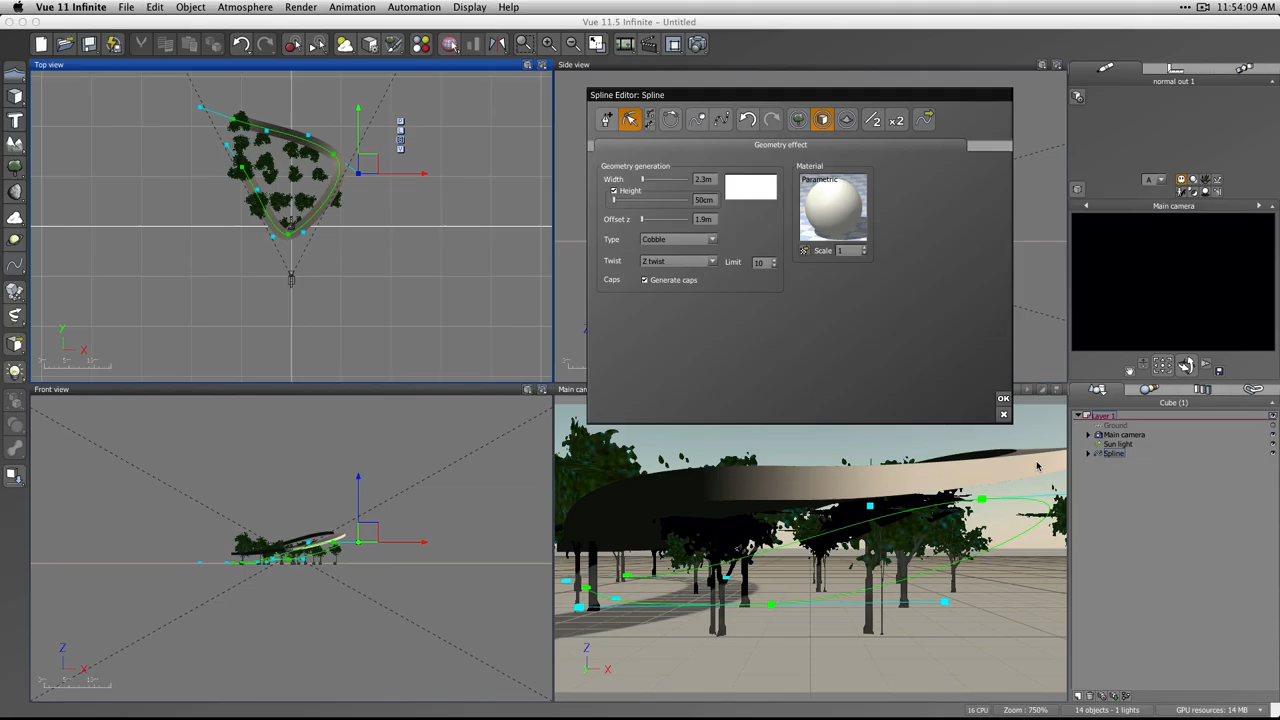 Vue 11 Infinite File Edit Object Atmosphere Render Animation Automation Display Help 11:54:09 AM
Vue 11.5 Infinite - Untitled
Top view
Side view
normal out 1
Spline Editor: Spline
Geometry effect
Geometry generation
Material
Width 2.3m
Parametric
Height
50cm
Offset z 1.9m
Type Cobble
Scale 1
Twist Z twist Limit 10
Caps Generate caps
A
Main camera
Y
X
Front view
Main cam
Cube (1)
Layer 1
Ground
Main camera
Sun light
Spline
Z
X
Z
X
16 CPU Zoom : 750% 14 objects - 1 lights GPU resources: 14 MB